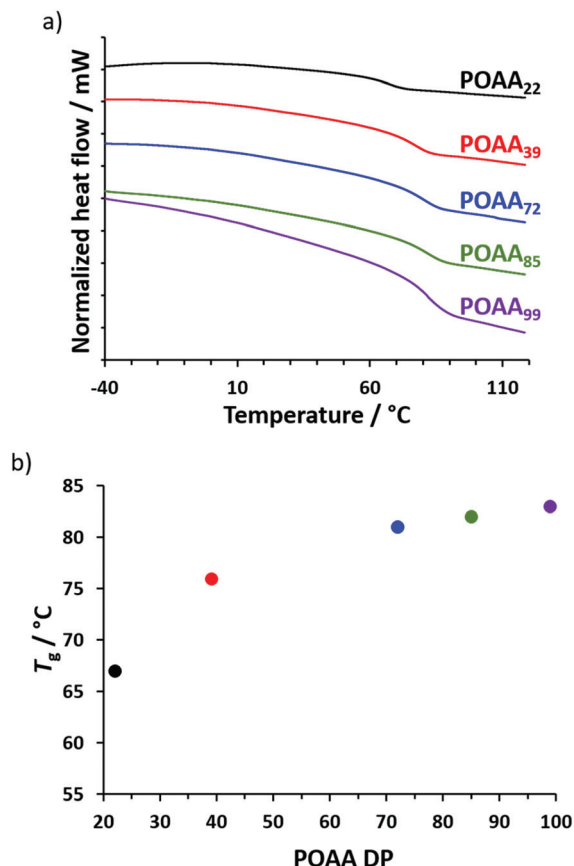 a)
Normalized heat flow / mW
POAA22
POAA39
POAA72
POAA85
POAA99
-40 10 60 110
Temperature / °C
b)
Tg / °C
85
80
75
70
65
60
55
20 30 40 50 60 70 80 90 100
POAA DP